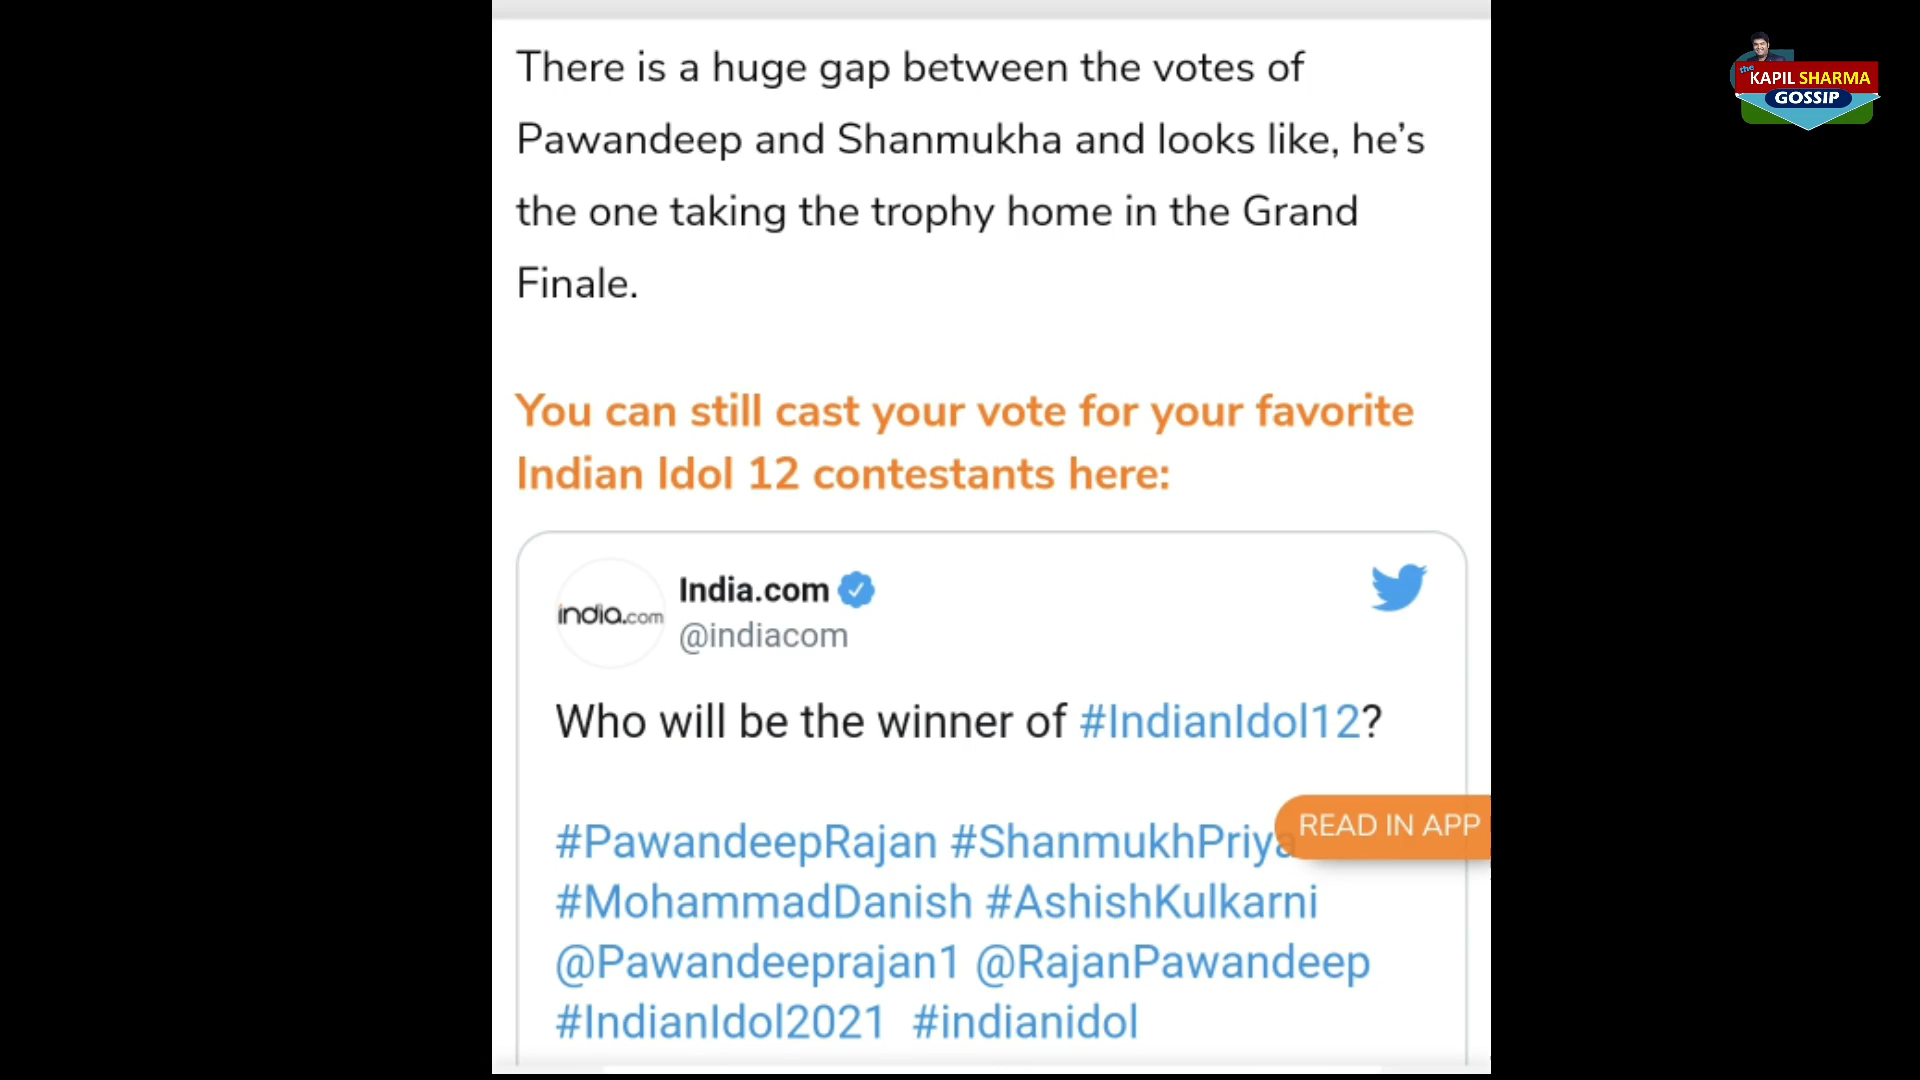 There is a huge gap between the votes of
Pawandeep and Shanmukha and looks like, he’s
the one taking the trophy home in the Grand
Finale.
You can still cast your vote for your favorite
Indian Idol 12 contestants here:
india.com
India.com
@indiacom
Who will be the winner of #IndianIdol12?
#PawandeepRajan #ShanmukhPriya
READ IN APP
#MohammadDanish #AshishKulkarni
@Pawandeeprajan1 @RajanPawandeep
#IndianIdol2021 #indianidol
the
KAPIL SHARMA
GOSSIP